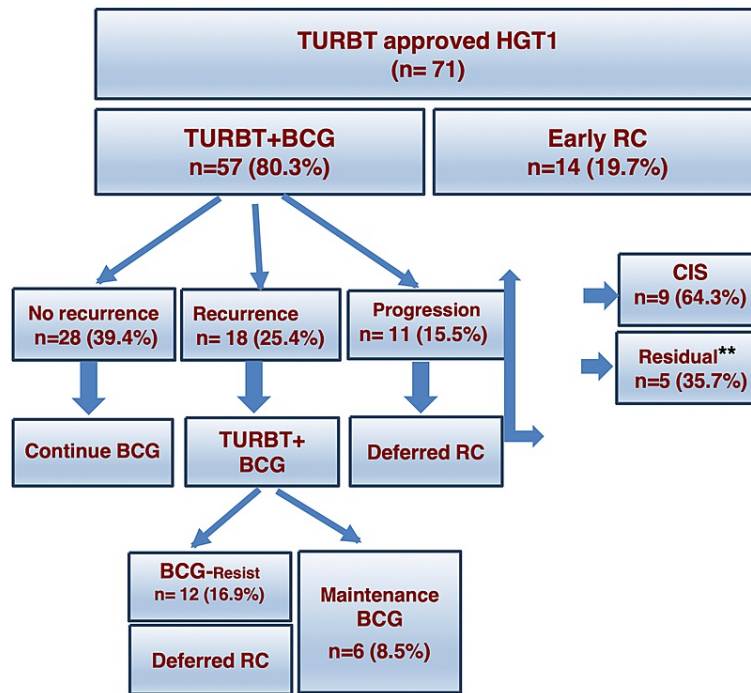 TURBT approved HGT1
(n= 71)
TURBT+BCG
n=57 (80.3%)
Early RC
n=14 (19.7%)
No recurrence
n=28 (39.4%)
Recurrence
n= 18 (25.4%)
Progression
n= 11 (15.5%)
CIS
n=9 (64.3%)
Residual**
n=5 (35.7%)
Continue BCG
TURBT+
BCG
Deferred RC
BCG-Resist
n= 12 (16.9%)
Deferred RC
Maintenance
BCG
n=6 (8.5%)